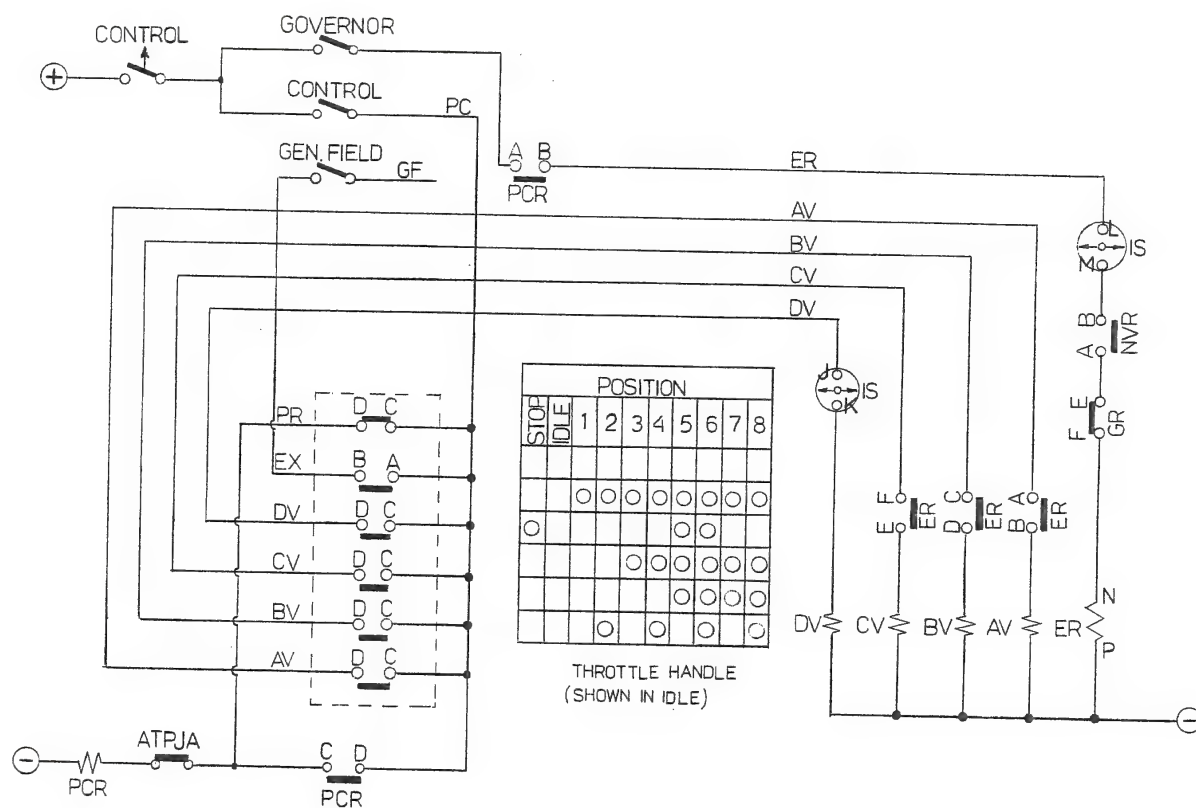 CONTROL
GOVERNOR
+
CONTROL
PC
GEN. FIELD
GF
A B
PCR
ER
AV
BV
CV
DV
L
M
IS
B
A
NVR
E
F
GR
J
K
IS
POSITION
STOP IDLE 1 2 3 4 5 6 7 8
PR D C
EX B A
DV D C
CV D C
BV D C
AV D C
F
E
ER
C
D
ER
A
B
ER
DV
CV
BV
AV
ER
N
P
THROTTLE HANDLE
(SHOWN IN IDLE)
ATPJA
C D
PCR
PCR
−
−